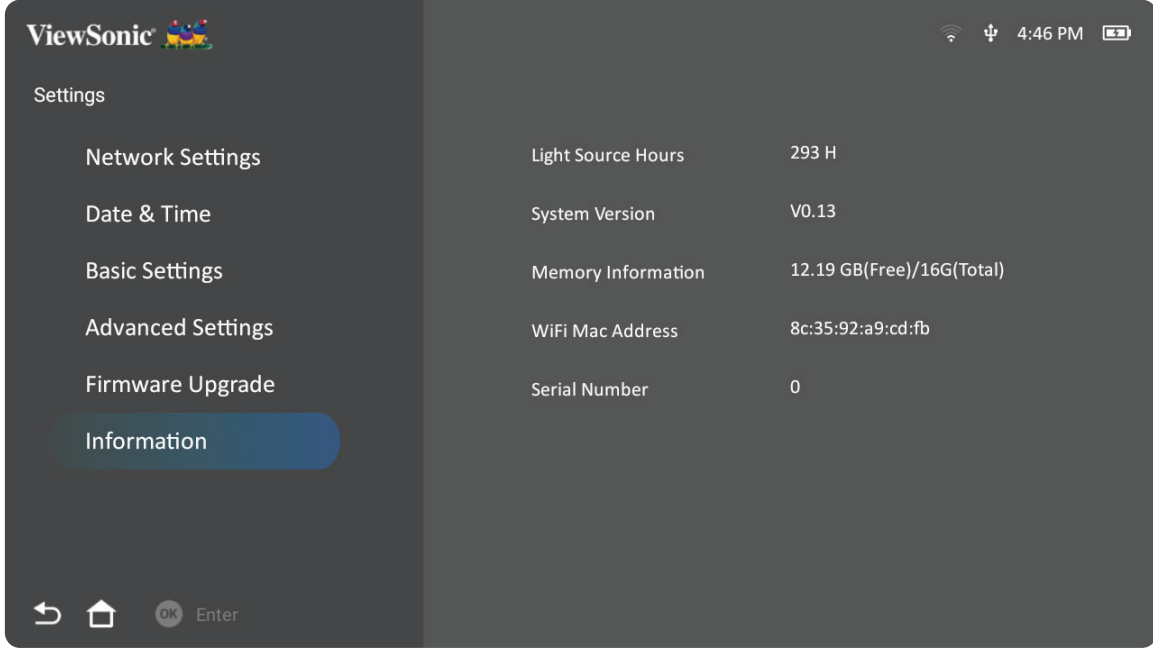 ViewSonic
4:46 PM
Settings
Network Settings
Date & Time
Basic Settings
Advanced Settings
Firmware Upgrade
Information
Light Source Hours 293 H
System Version V0.13
Memory Information 12.19 GB(Free)/16G(Total)
WiFi Mac Address 8c:35:92:a9:cd:fb
Serial Number 0
OK Enter